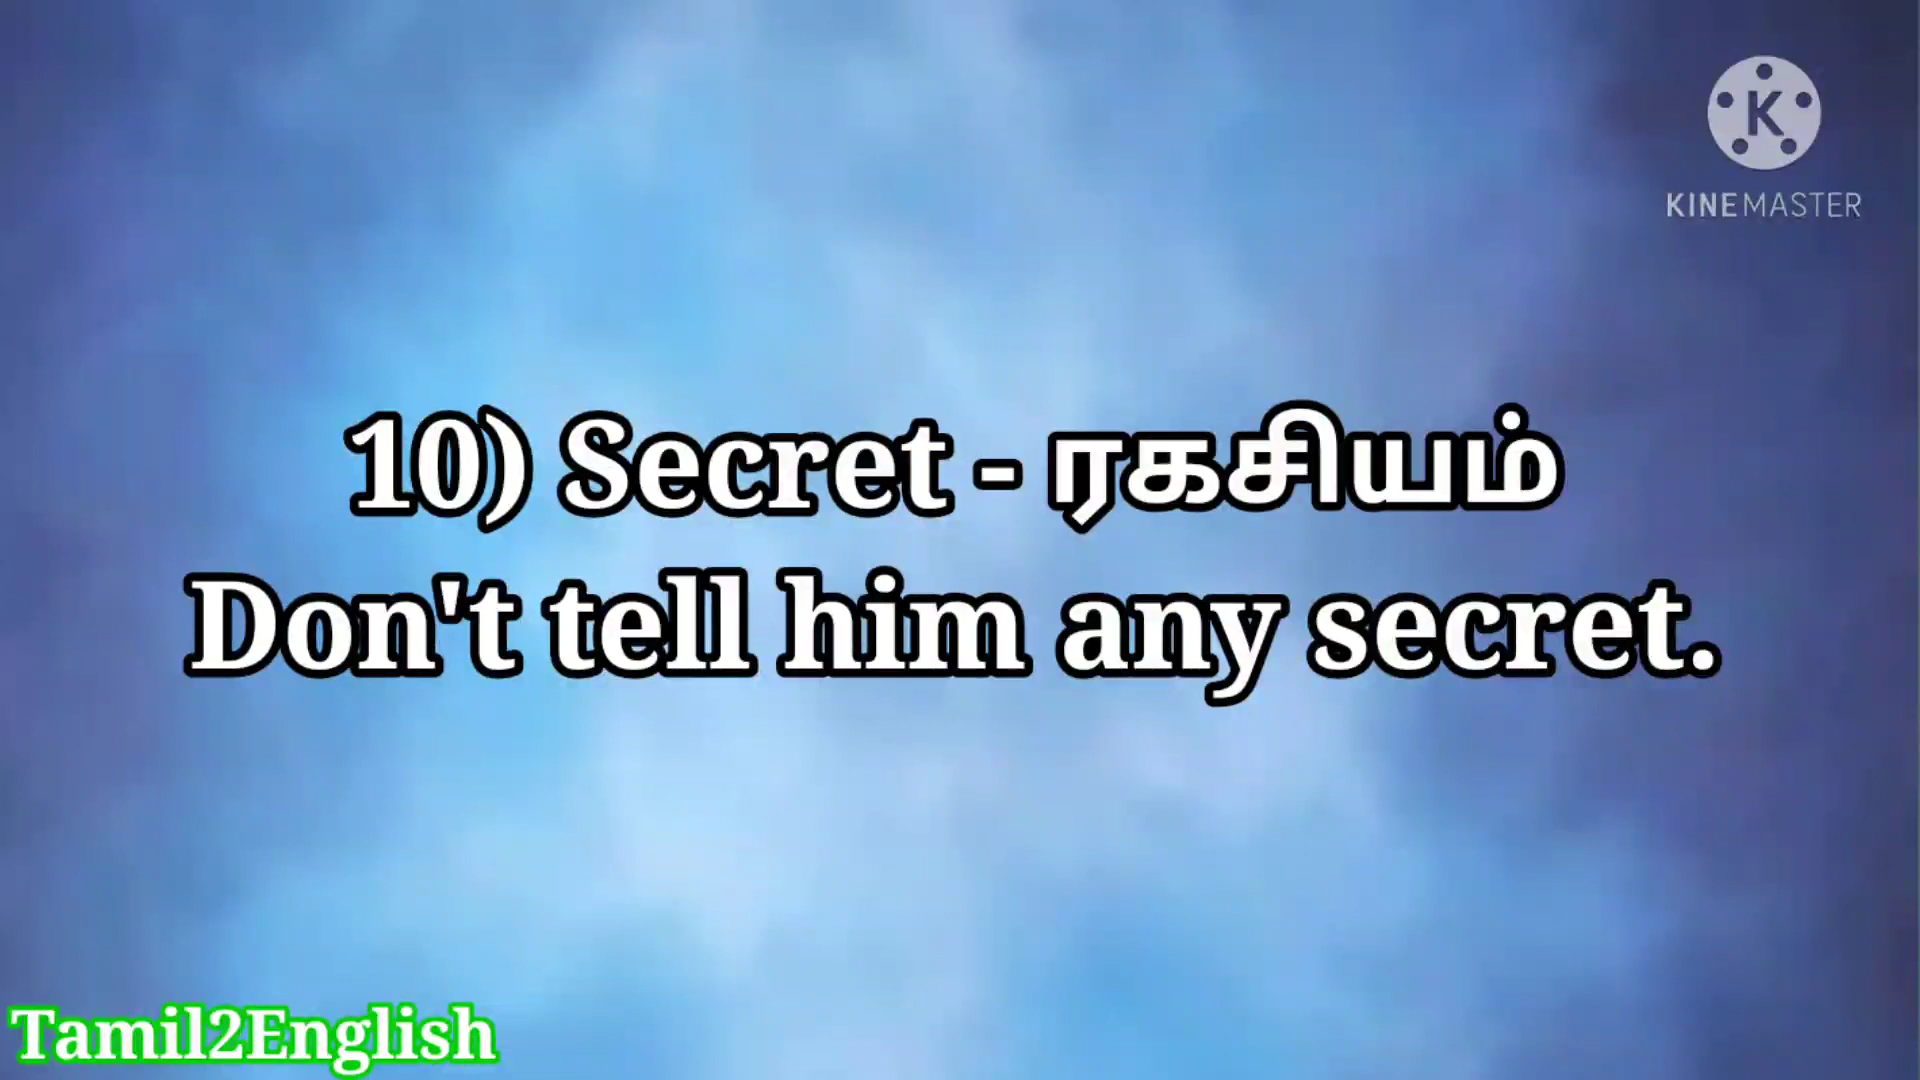 K
KINEMASTER
10) Secret - ரகசியம்
Don't tell him any secret.
Tamil2English